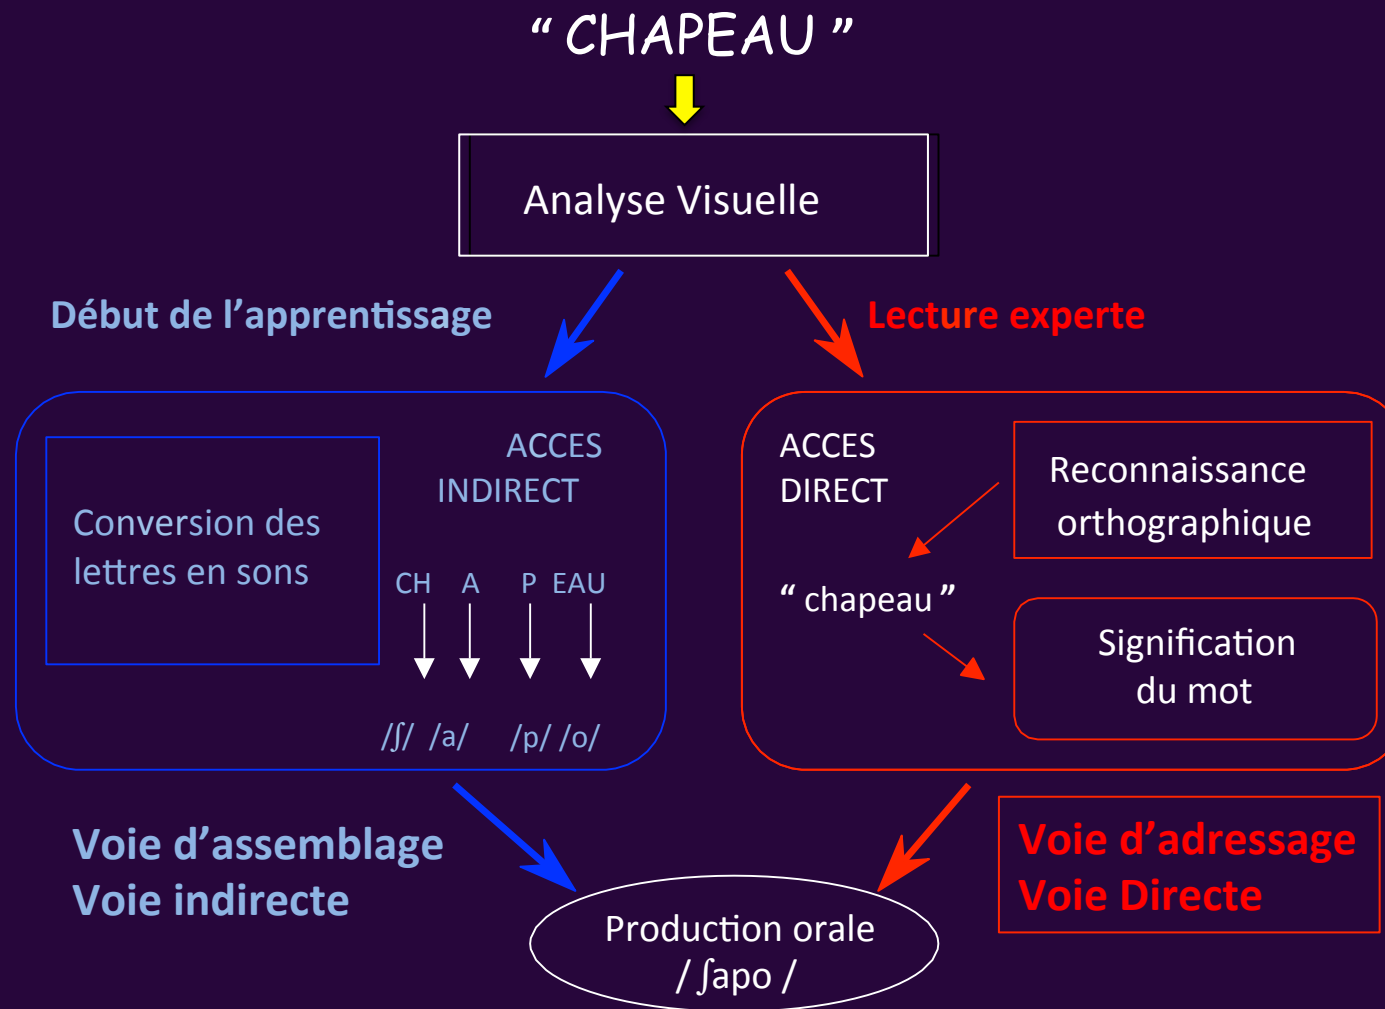 “ CHAPEAU ”
Analyse Visuelle
Début de l’apprentissage
Lecture experte
ACCES
INDIRECT
Conversion des
lettres en sons
CH A P EAU
/ʃ/ /a/ /p/ /o/
ACCES
DIRECT
Reconnaissance
orthographique
“ chapeau ”
Signification
du mot
Voie d’assemblage
Voie indirecte
Voie d’adressage
Voie Directe
Production orale
/ ʃapo /